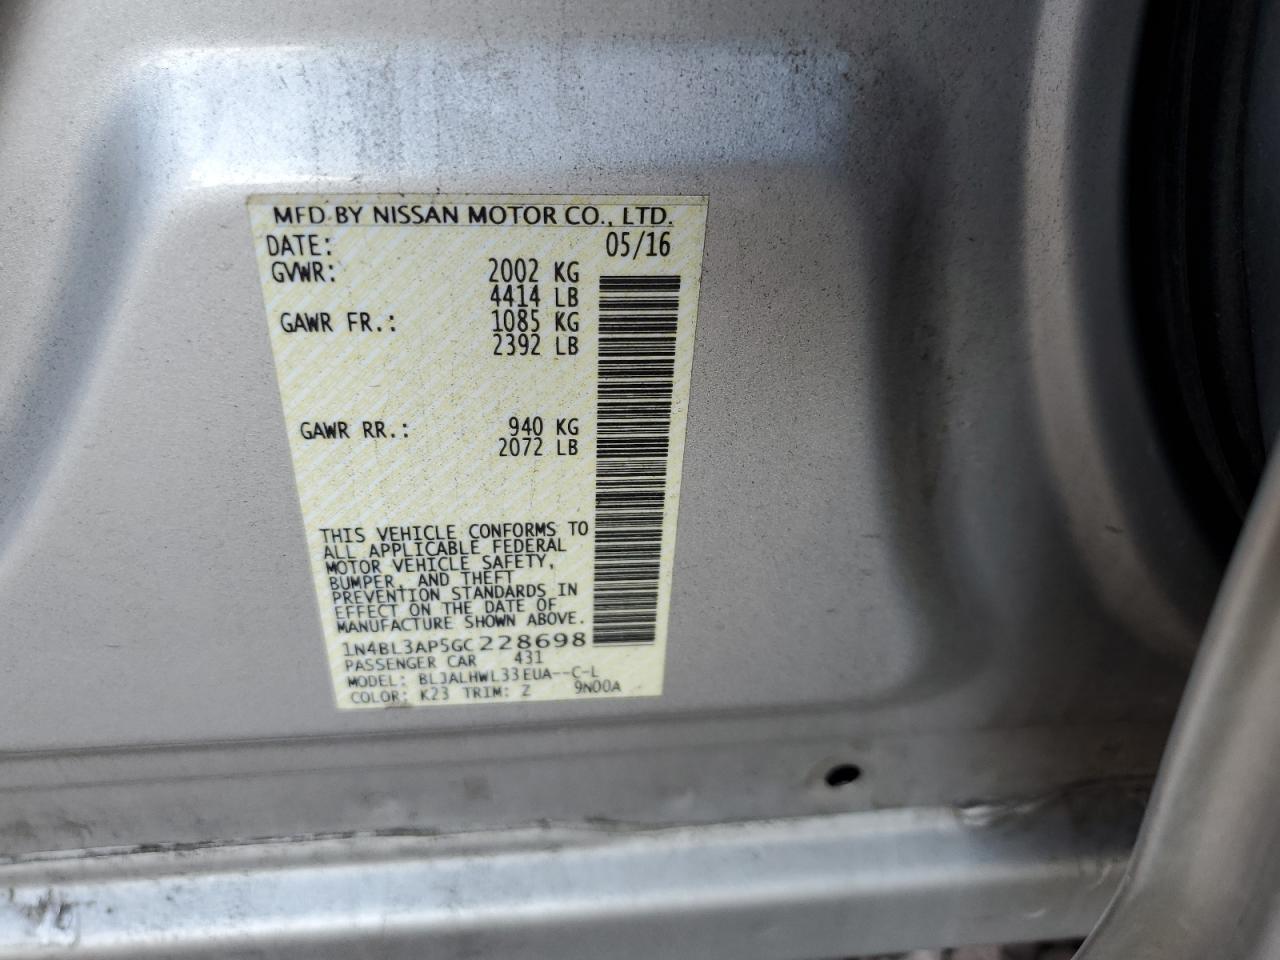 MFD BY NISSAN MOTOR CO., LTD.
DATE: 05/16
GVWR: 2002 KG
4414 LB
GAWR FR.: 1085 KG
2392 LB
GAWR RR.: 940 KG
2072 LB
THIS VEHICLE CONFORMS TO
ALL APPLICABLE FEDERAL
MOTOR VEHICLE SAFETY,
BUMPER, AND THEFT
PREVENTION STANDARDS IN
EFFECT ON THE DATE OF
MANUFACTURE SHOWN ABOVE.
1N4BL3AP5GC228698
PASSENGER CAR 431
MODEL: BLJALHWL33EUA--C-L
COLOR: K23 TRIM: Z 9N00A